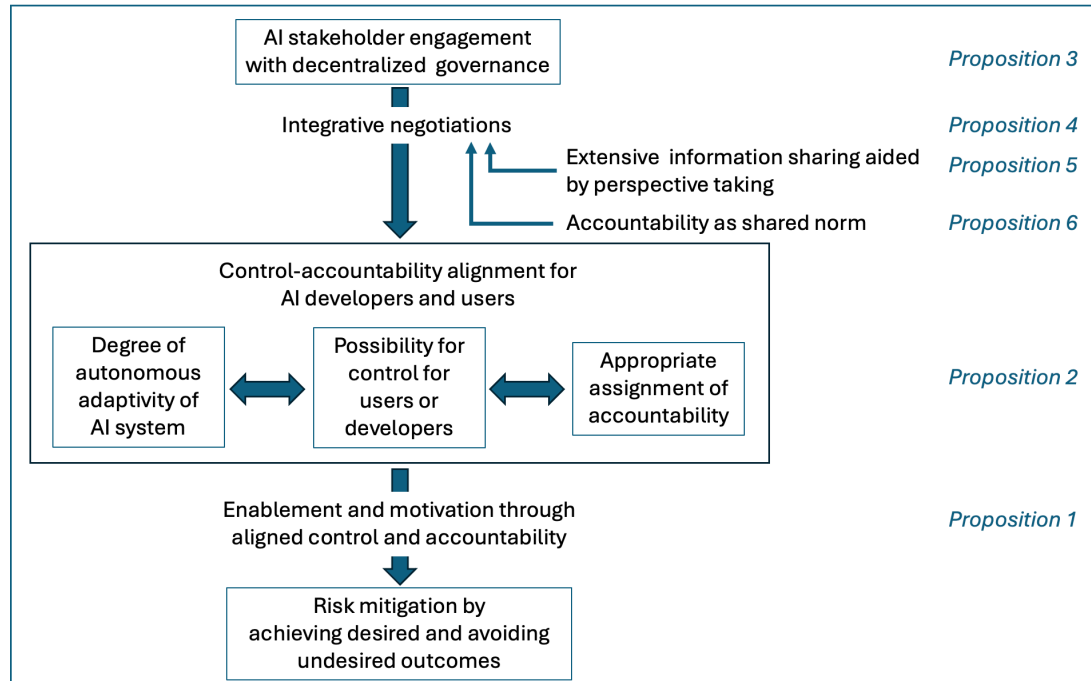 AI stakeholder engagement
with decentralized governance
Proposition 3
Integrative negotiations
Proposition 4
Extensive information sharing aided
by perspective taking
Proposition 5
Accountability as shared norm
Proposition 6
Control-accountability alignment for
AI developers and users
Degree of
autonomous
adaptivity of
AI system
Possibility for
control for
users or
developers
Appropriate
assignment of
accountability
Proposition 2
Enablement and motivation through
aligned control and accountability
Proposition 1
Risk mitigation by
achieving desired and avoiding
undesired outcomes